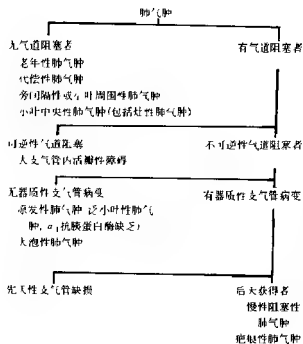 肺气肿
无气道阻塞者
有气道阻塞者
老年性肺气肿
代偿性肺气肿
旁间隔性或小叶周围性肺气肿
小叶中央性肺气肿(包括灶性肺气肿)
可逆性气道阻塞
不可逆性气道阻塞者
大支气管内活瓣性障碍
无器质性支气管病变
有器质性支气管病变
原发性肺气肿 泛小叶性肺气
肿, α₁抗胰蛋白酶缺乏)
大泡性肺气肿
先天性支气管缺损
后天获得者
慢性阻塞性
肺气肿
疤痕性肺气肿